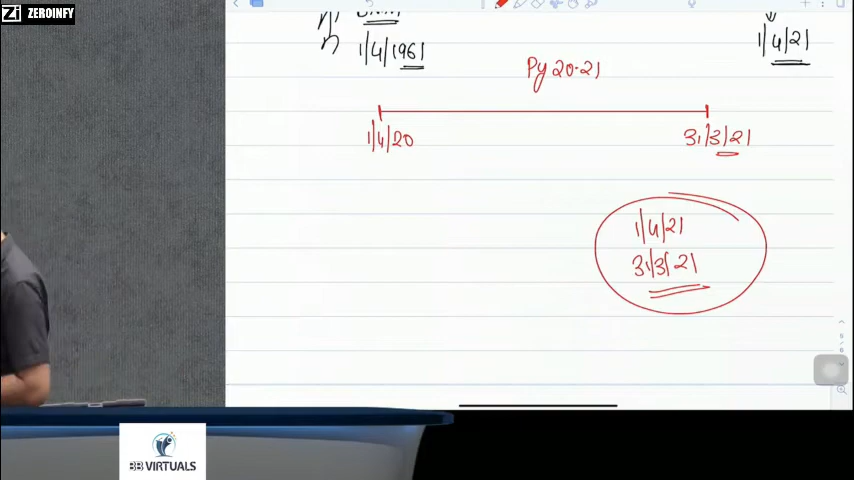 Zi ZEROINFY
1/4/1961
1/4/21
Py 20-21
1/4/20
31/3/21
1/4/21
31/3/21
BB VIRTUALS